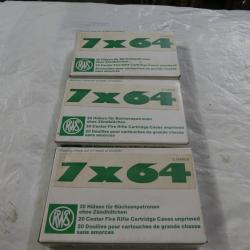 7x64
RWS
20 Hülsen für Büchsenpatronen
ohne Zündhütchen
20 Center Fire Rifle Cartridge Cases unprimed
20 Douilles pour cartouches de grande chasse
sans amorces
7x64
RWS
20 Hülsen für Büchsenpatronen
ohne Zündhütchen
20 Center Fire Rifle Cartridge Cases unprimed
20 Douilles pour cartouches de grande chasse
sans amorces
7x64
RWS
20 Hülsen für Büchsenpatronen
ohne Zündhütchen
20 Center Fire Rifle Cartridge Cases unprimed
20 Douilles pour cartouches de grande chasse
sans amorces